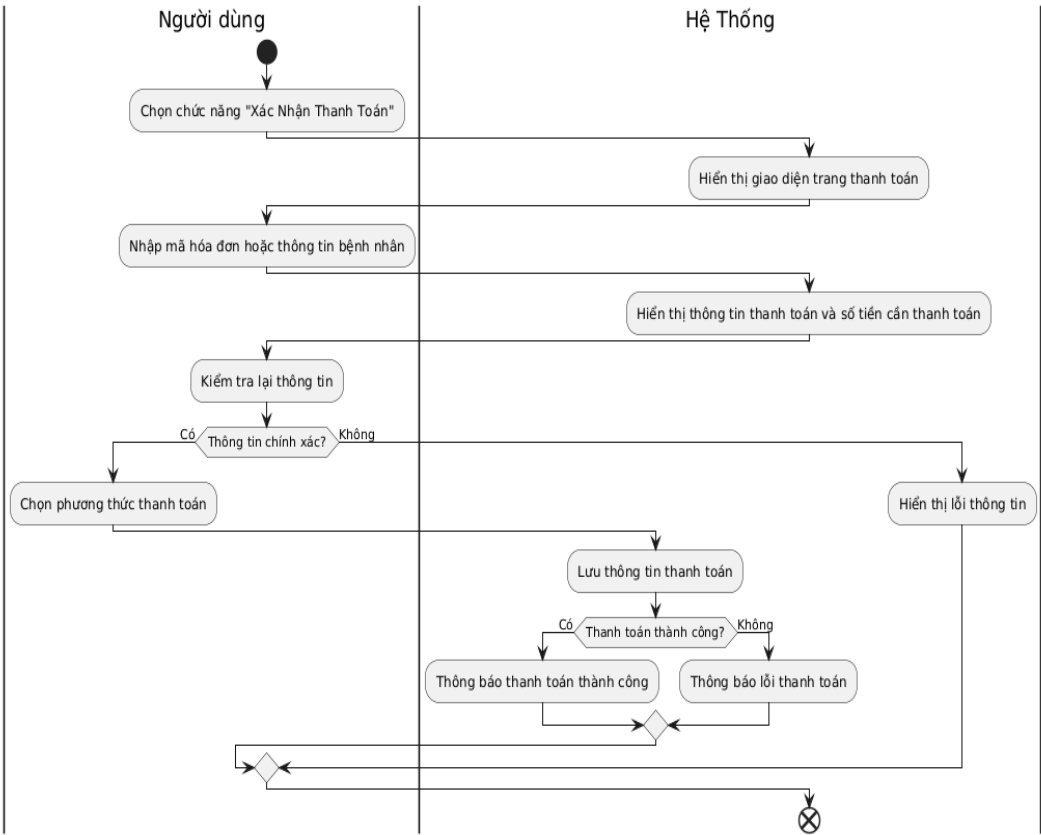 Người dùng
Hệ Thống
Chọn chức năng "Xác Nhận Thanh Toán"
Hiển thị giao diện trang thanh toán
Nhập mã hóa đơn hoặc thông tin bệnh nhân
Hiển thị thông tin thanh toán và số tiền cần thanh toán
Kiểm tra lại thông tin
Có
Thông tin chính xác?
Không
Chọn phương thức thanh toán
Hiển thị lỗi thông tin
Lưu thông tin thanh toán
Có
Thanh toán thành công?
Không
Thông báo thanh toán thành công
Thông báo lỗi thanh toán